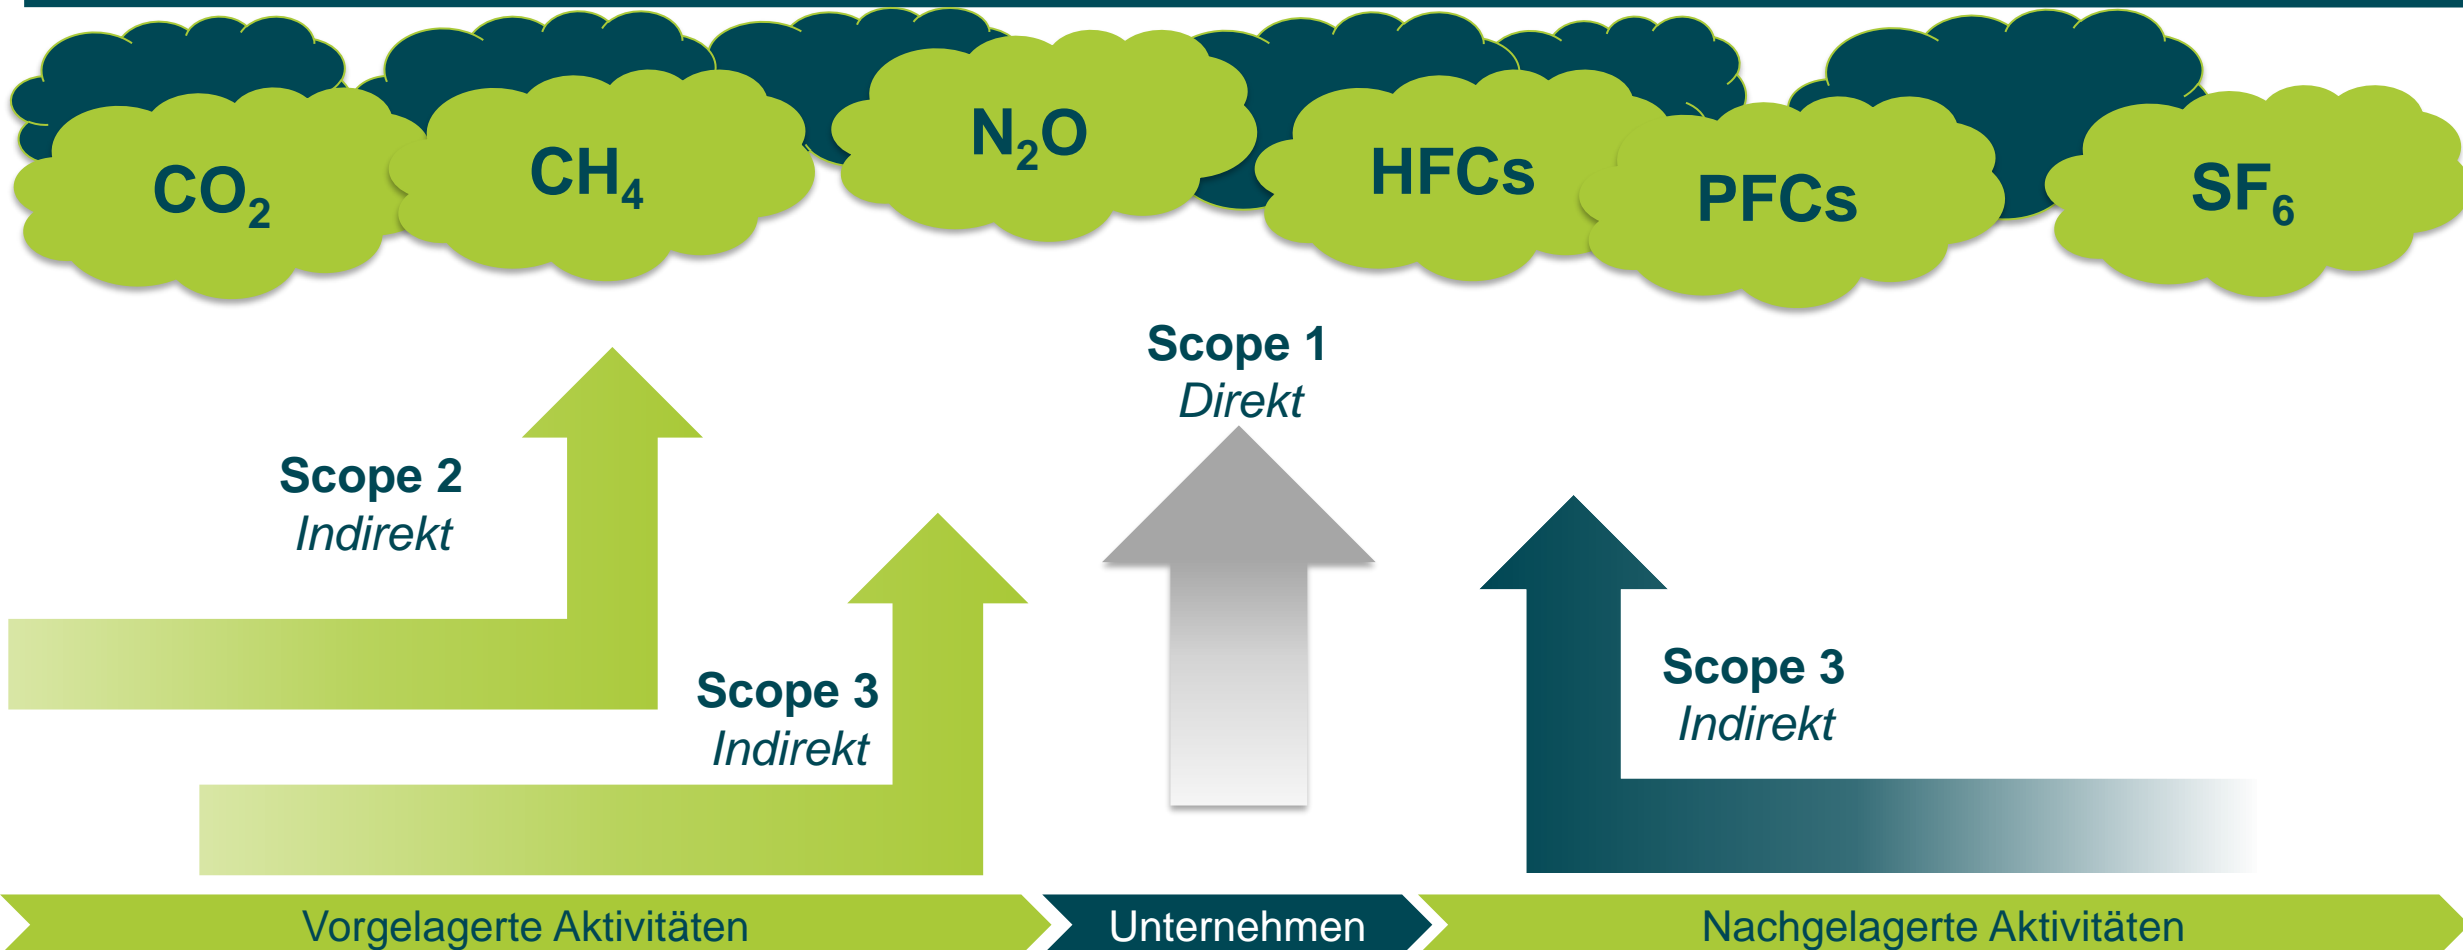 CO₂
CH₄
N₂O
HFCs
PFCs
SF₆
Scope 1
Direkt
Scope 2
Indirekt
Scope 3
Indirekt
Scope 3
Indirekt
Vorgelagerte Aktivitäten
Unternehmen
Nachgelagerte Aktivitäten